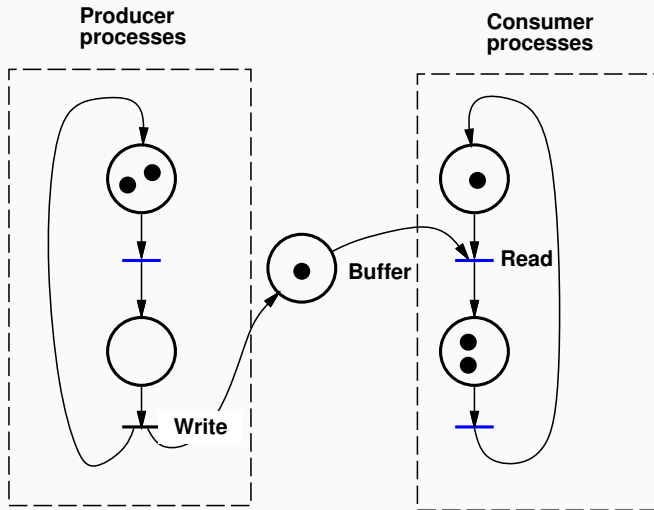 Producer
processes
Consumer
processes
Buffer
Read
Write